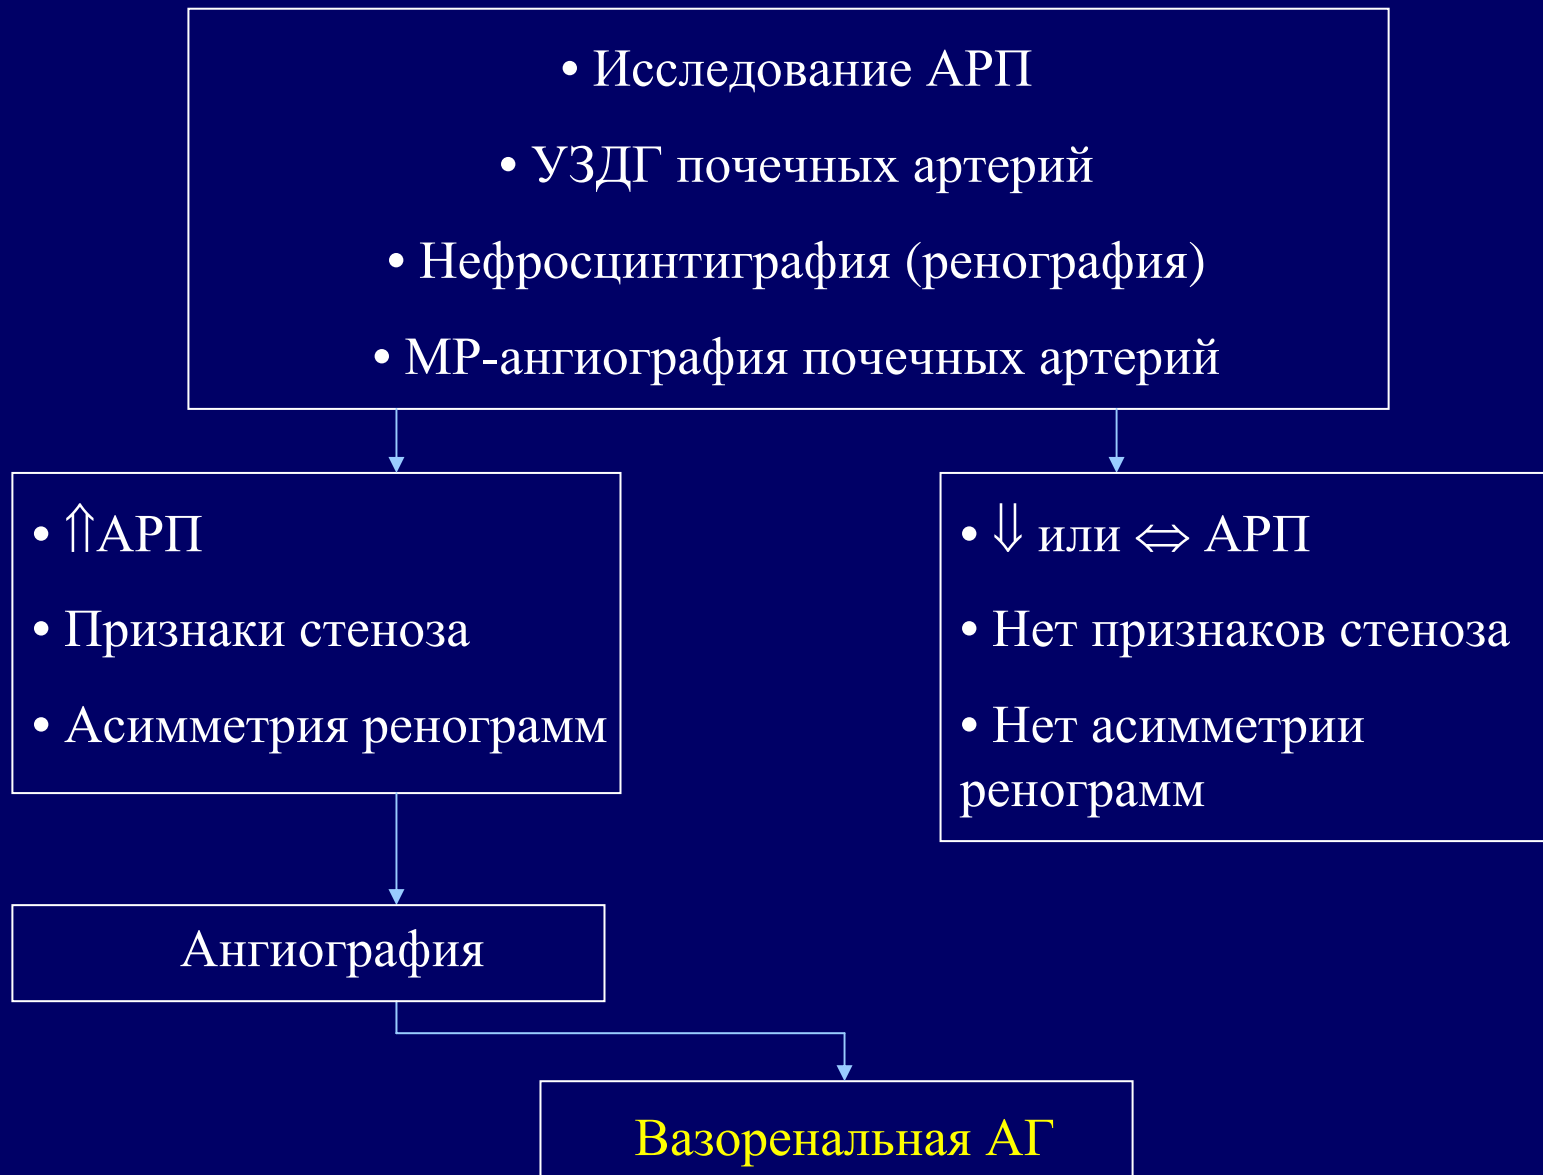 • Исследование АРП
• УЗДГ почечных артерий
• Нефросцинтиграфия (ренография)
• МР-ангиография почечных артерий
• ⇑АРП
• Признаки стеноза
• Асимметрия ренограмм
• ⇓ или ⇔ АРП
• Нет признаков стеноза
• Нет асимметрии
ренограмм
Ангиография
Вазоренальная АГ